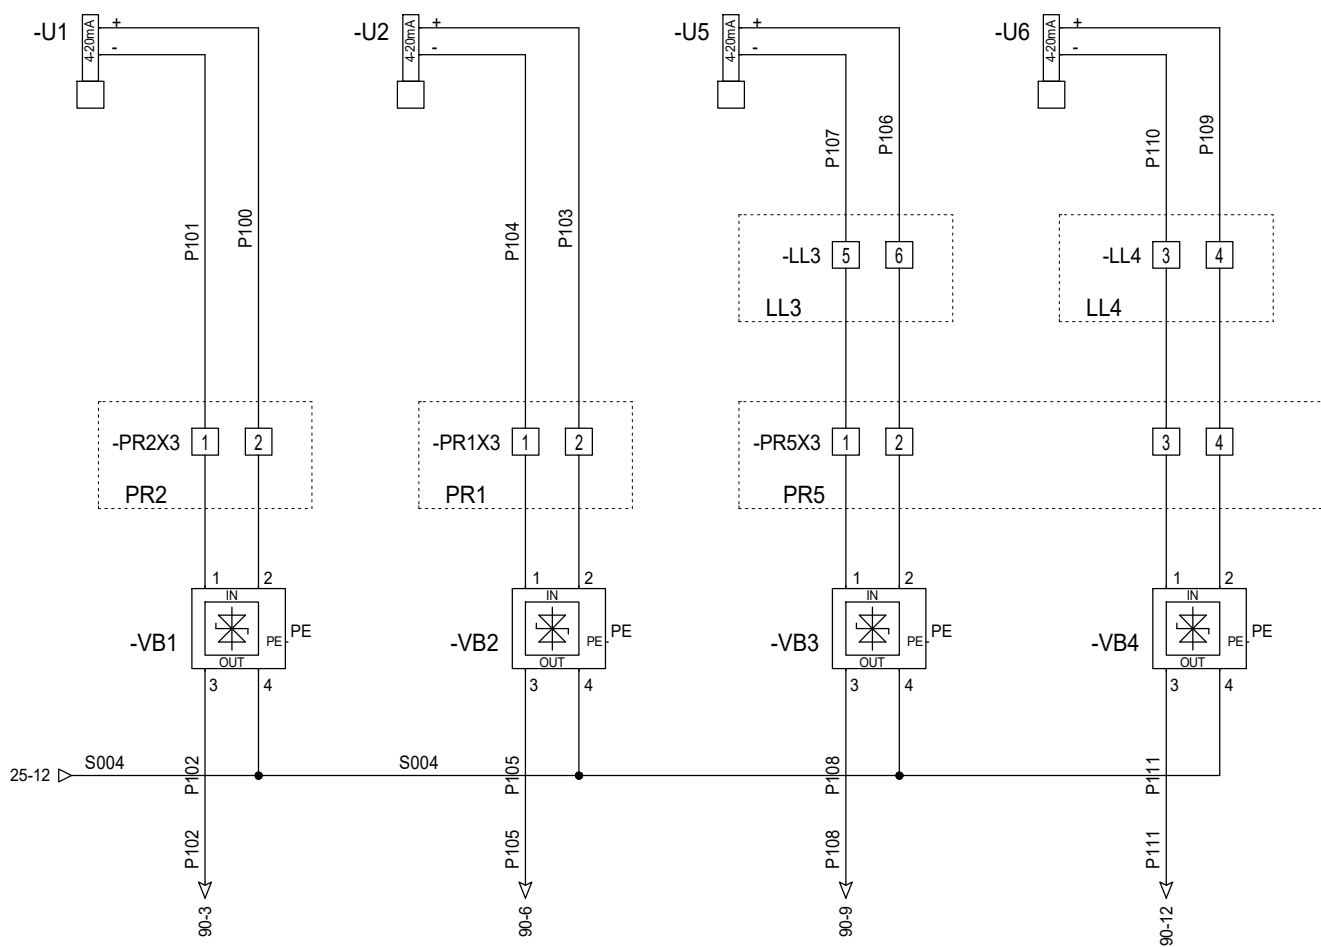 -U1 4-20mA + -
-U2 4-20mA + -
-U5 4-20mA + -
-U6 4-20mA + -
P101 P100
P104 P103
P107 P106
P110 P109
-LL3 5 6
LL3
-LL4 3 4
LL4
-PR2X3 1 2
PR2
-PR1X3 1 2
PR1
-PR5X3 1 2 3 4
PR5
1 2
IN
-VB1 PE PE
OUT
3 4
1 2
IN
-VB2 PE PE
OUT
3 4
1 2
IN
-VB3 PE PE
OUT
3 4
1 2
IN
-VB4 PE PE
OUT
3 4
25-12 S004 P102 S004 P105 P108 P111
P102 P105 P108 P111
90-3 90-6 90-9 90-12